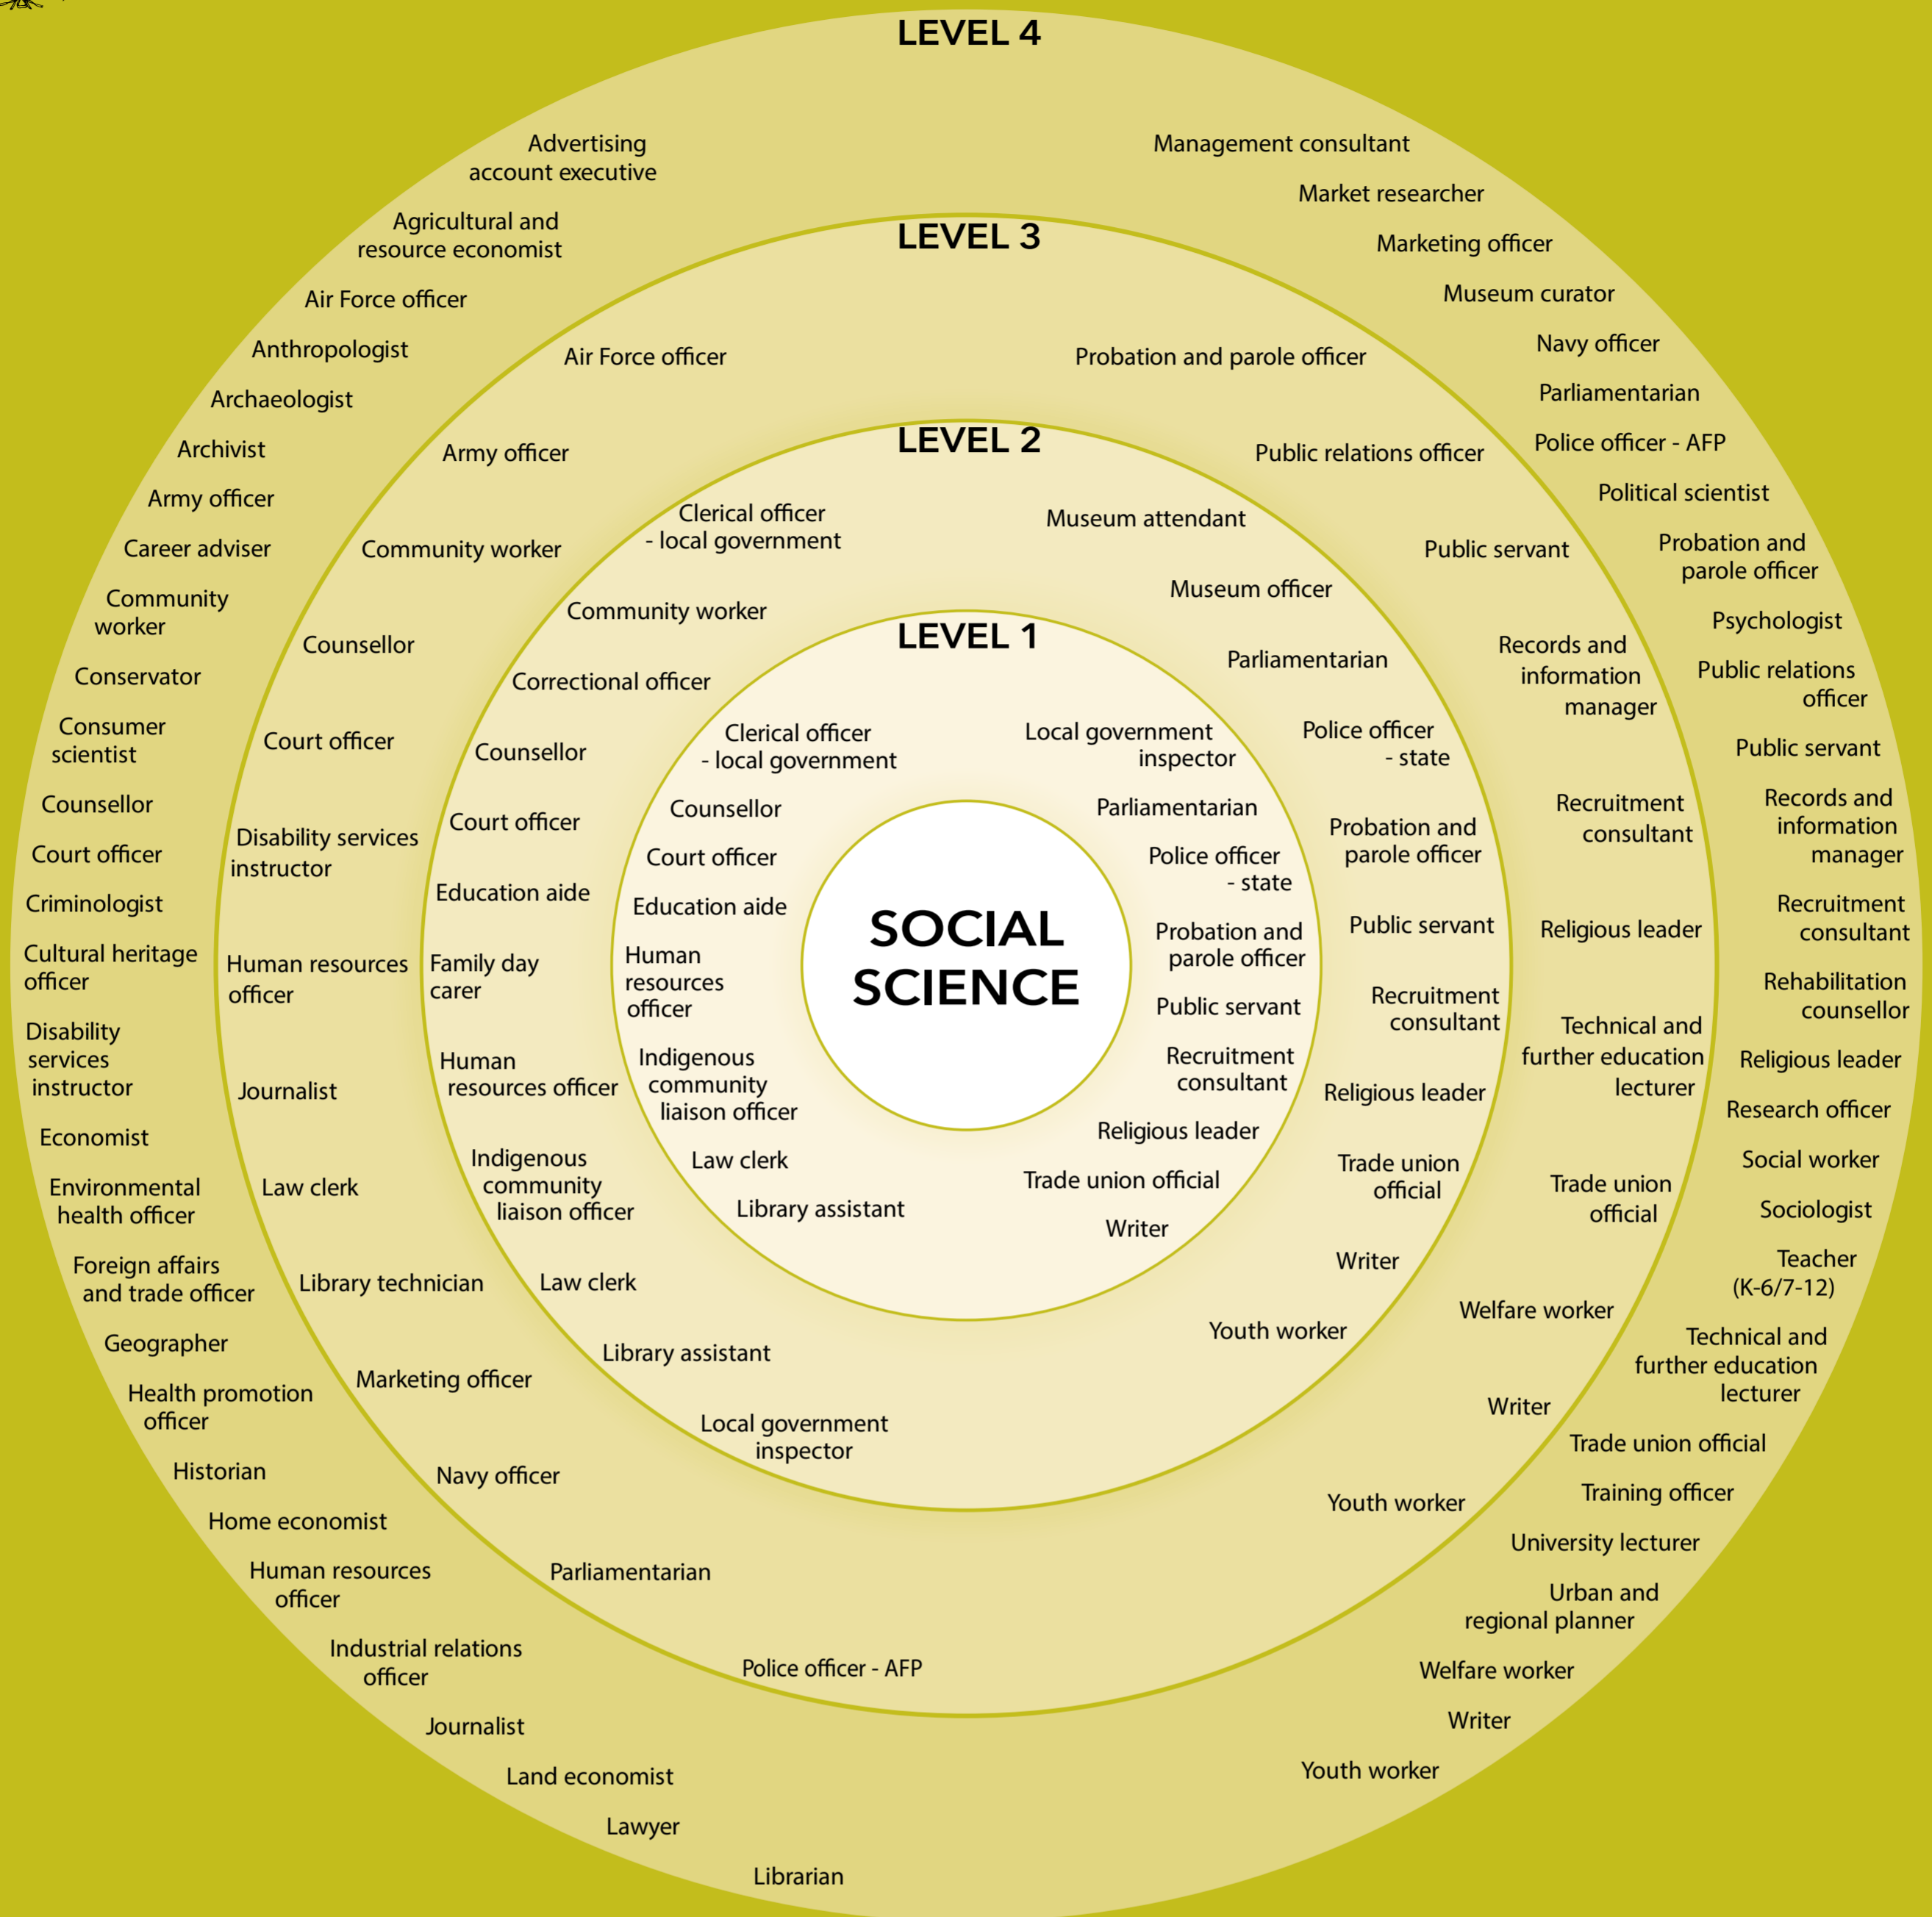 LEVEL 4
Advertising
account executive
Agricultural and
resource economist
Air Force officer
Anthropologist
Archaeologist
Archivist
Army officer
Career adviser
Community
worker
Conservator
Consumer
scientist
Counsellor
Court officer
Criminologist
Cultural heritage
officer
Disability
services
instructor
Economist
Environmental
health officer
Foreign affairs
and trade officer
Geographer
Health promotion
officer
Historian
Home economist
Human resources
officer
Industrial relations
officer
Journalist
Land economist
Lawyer
Librarian
Management consultant
Market researcher
Marketing officer
Museum curator
Navy officer
Parliamentarian
Police officer - AFP
Political scientist
Probation and
parole officer
Psychologist
Public relations
officer
Public servant
Records and
information
manager
Recruitment
consultant
Rehabilitation
counsellor
Religious leader
Research officer
Social worker
Sociologist
Teacher
(K-6/7-12)
Technical and
further education
lecturer
Trade union official
Training officer
University lecturer
Urban and
regional planner
Welfare worker
Writer
Youth worker
LEVEL 3
Air Force officer
Army officer
Community worker
Counsellor
Court officer
Disability services
instructor
Human resources
officer
Journalist
Law clerk
Library technician
Marketing officer
Navy officer
Parliamentarian
Police officer - AFP
Probation and parole officer
Public relations officer
Public servant
Records and
information
manager
Recruitment
consultant
Religious leader
Technical and
further education
lecturer
Trade union
official
Welfare worker
Writer
Youth worker
LEVEL 2
Clerical officer
- local government
Community worker
Correctional officer
Counsellor
Court officer
Education aide
Family day
carer
Human
resources officer
Indigenous
community
liaison officer
Law clerk
Library assistant
Local government
inspector
Museum attendant
Museum officer
Parliamentarian
Police officer
- state
Probation and
parole officer
Public servant
Recruitment
consultant
Religious leader
Trade union
official
Writer
Youth worker
LEVEL 1
Clerical officer
- local government
Counsellor
Court officer
Education aide
Human
resources
officer
Indigenous
community
liaison officer
Law clerk
Library assistant
Local government
inspector
Parliamentarian
Police officer
- state
Probation and
parole officer
Public servant
Recruitment
consultant
Religious leader
Trade union official
Writer
SOCIAL
SCIENCE